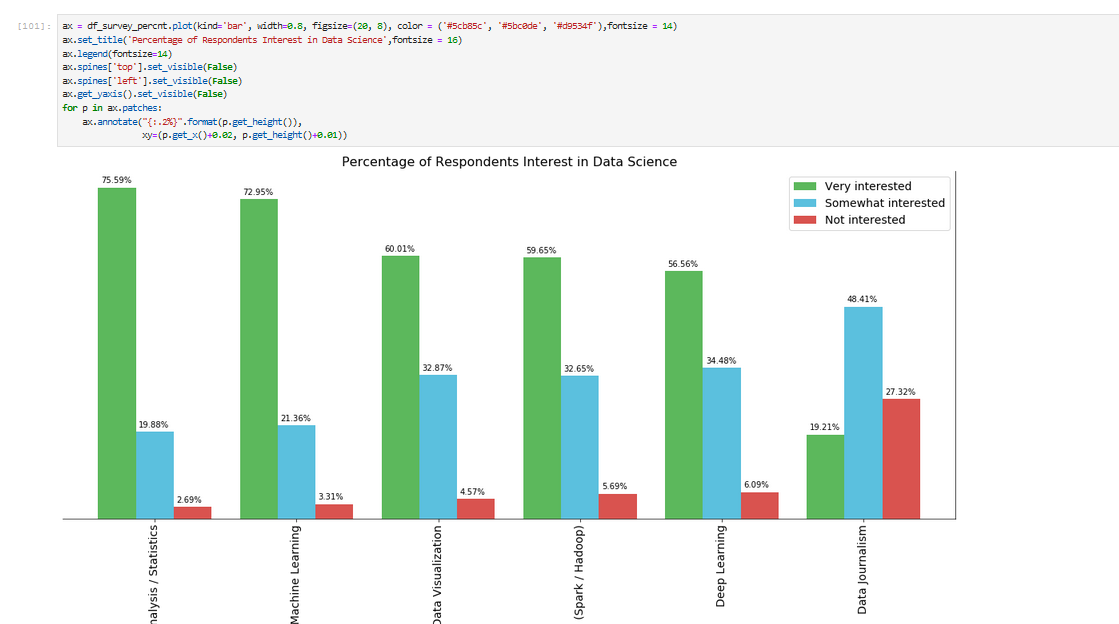 [101]: ax = df_survey_percnt.plot(kind='bar', width=0.8, figsize=(20, 8), color = ('#5cb85c', '#5bc0de', '#d9534f'),fontsize = 14)
ax.set_title('Percentage of Respondents Interest in Data Science',fontsize = 16)
ax.legend(fontsize=14)
ax.spines['top'].set_visible(False)
ax.spines['left'].set_visible(False)
ax.get_yaxis().set_visible(False)
for p in ax.patches:
ax.annotate("{:.2%}".format(p.get_height()),
xy=(p.get_x()+0.02, p.get_height()+0.01))
Percentage of Respondents Interest in Data Science
Very interested
Somewhat interested
Not interested
75.59%
19.88%
2.69%
72.95%
21.36%
3.31%
60.01%
32.87%
4.57%
59.65%
32.65%
5.69%
56.56%
34.48%
6.09%
19.21%
48.41%
27.32%
nalysis / Statistics
Machine Learning
Data Visualization
(Spark / Hadoop)
Deep Learning
Data Journalism